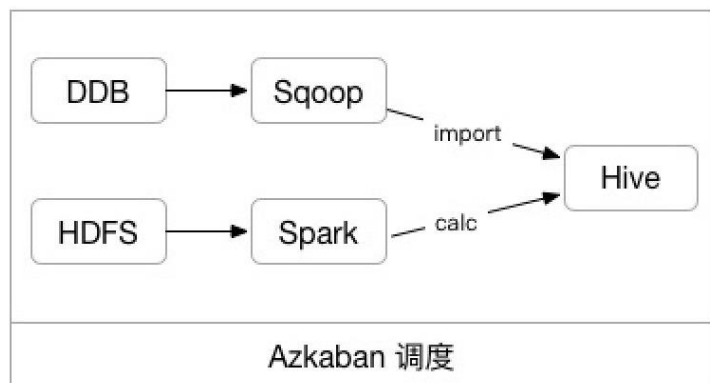 DDB
Sqoop
import
Hive
HDFS
Spark
calc
Azkaban 调度